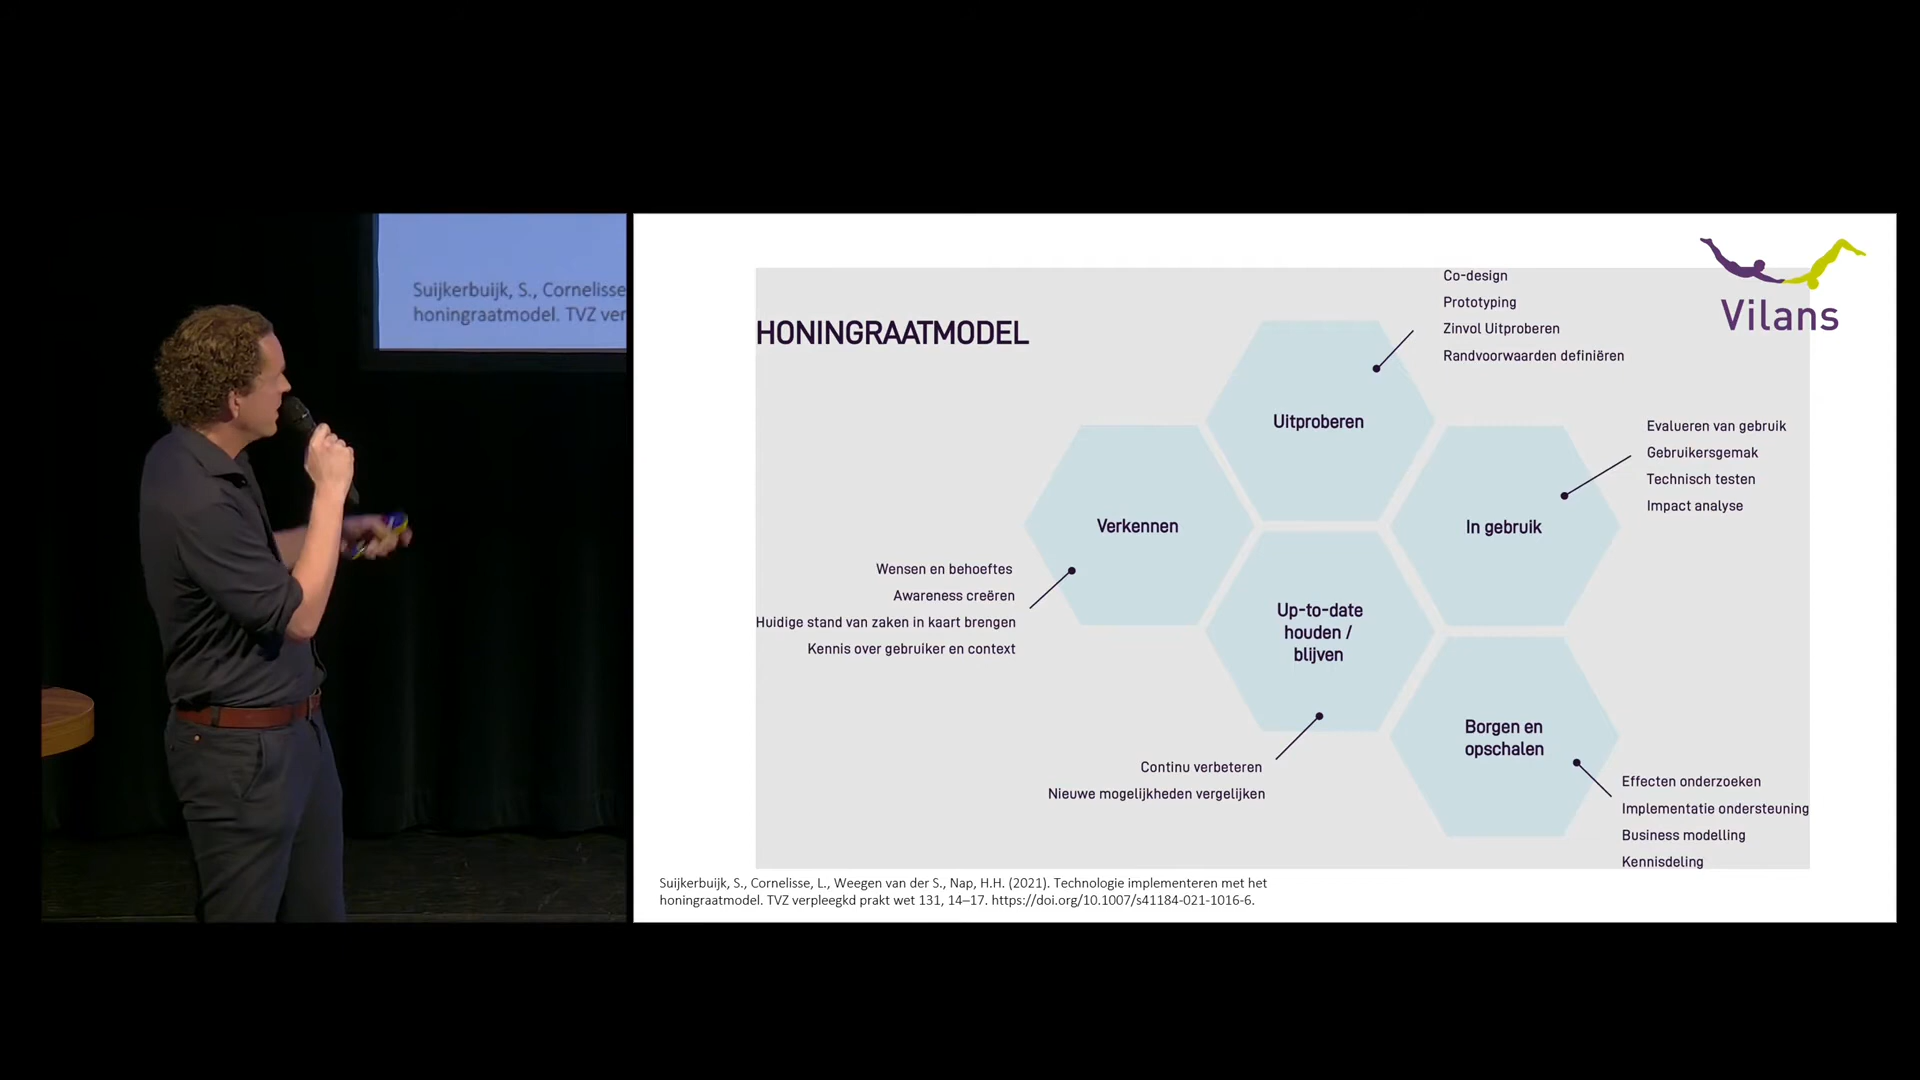 Suijkerbuijk, S., Cornelisse
honingraatmodel. TVZ ver
Vilans
HONINGRAATMODEL
Co-design
Prototyping
Zinvol Uitproberen
Randvoorwaarden definiëren
Uitproberen
Evalueren van gebruik
Gebruikersgemak
Technisch testen
Impact analyse
In gebruik
Verkennen
Wensen en behoeftes
Awareness creëren
Huidige stand van zaken in kaart brengen
Kennis over gebruiker en context
Up-to-date
houden /
blijven
Continu verbeteren
Nieuwe mogelijkheden vergelijken
Borgen en
opschalen
Effecten onderzoeken
Implementatie ondersteuning
Business modelling
Kennisdeling
Suijkerbuijk, S., Cornelisse, L., Weegen van der S., Nap, H.H. (2021). Technologie implementeren met het
honingraatmodel. TVZ verpleegkd prakt wet 131, 14–17. https://doi.org/10.1007/s41184-021-1016-6.